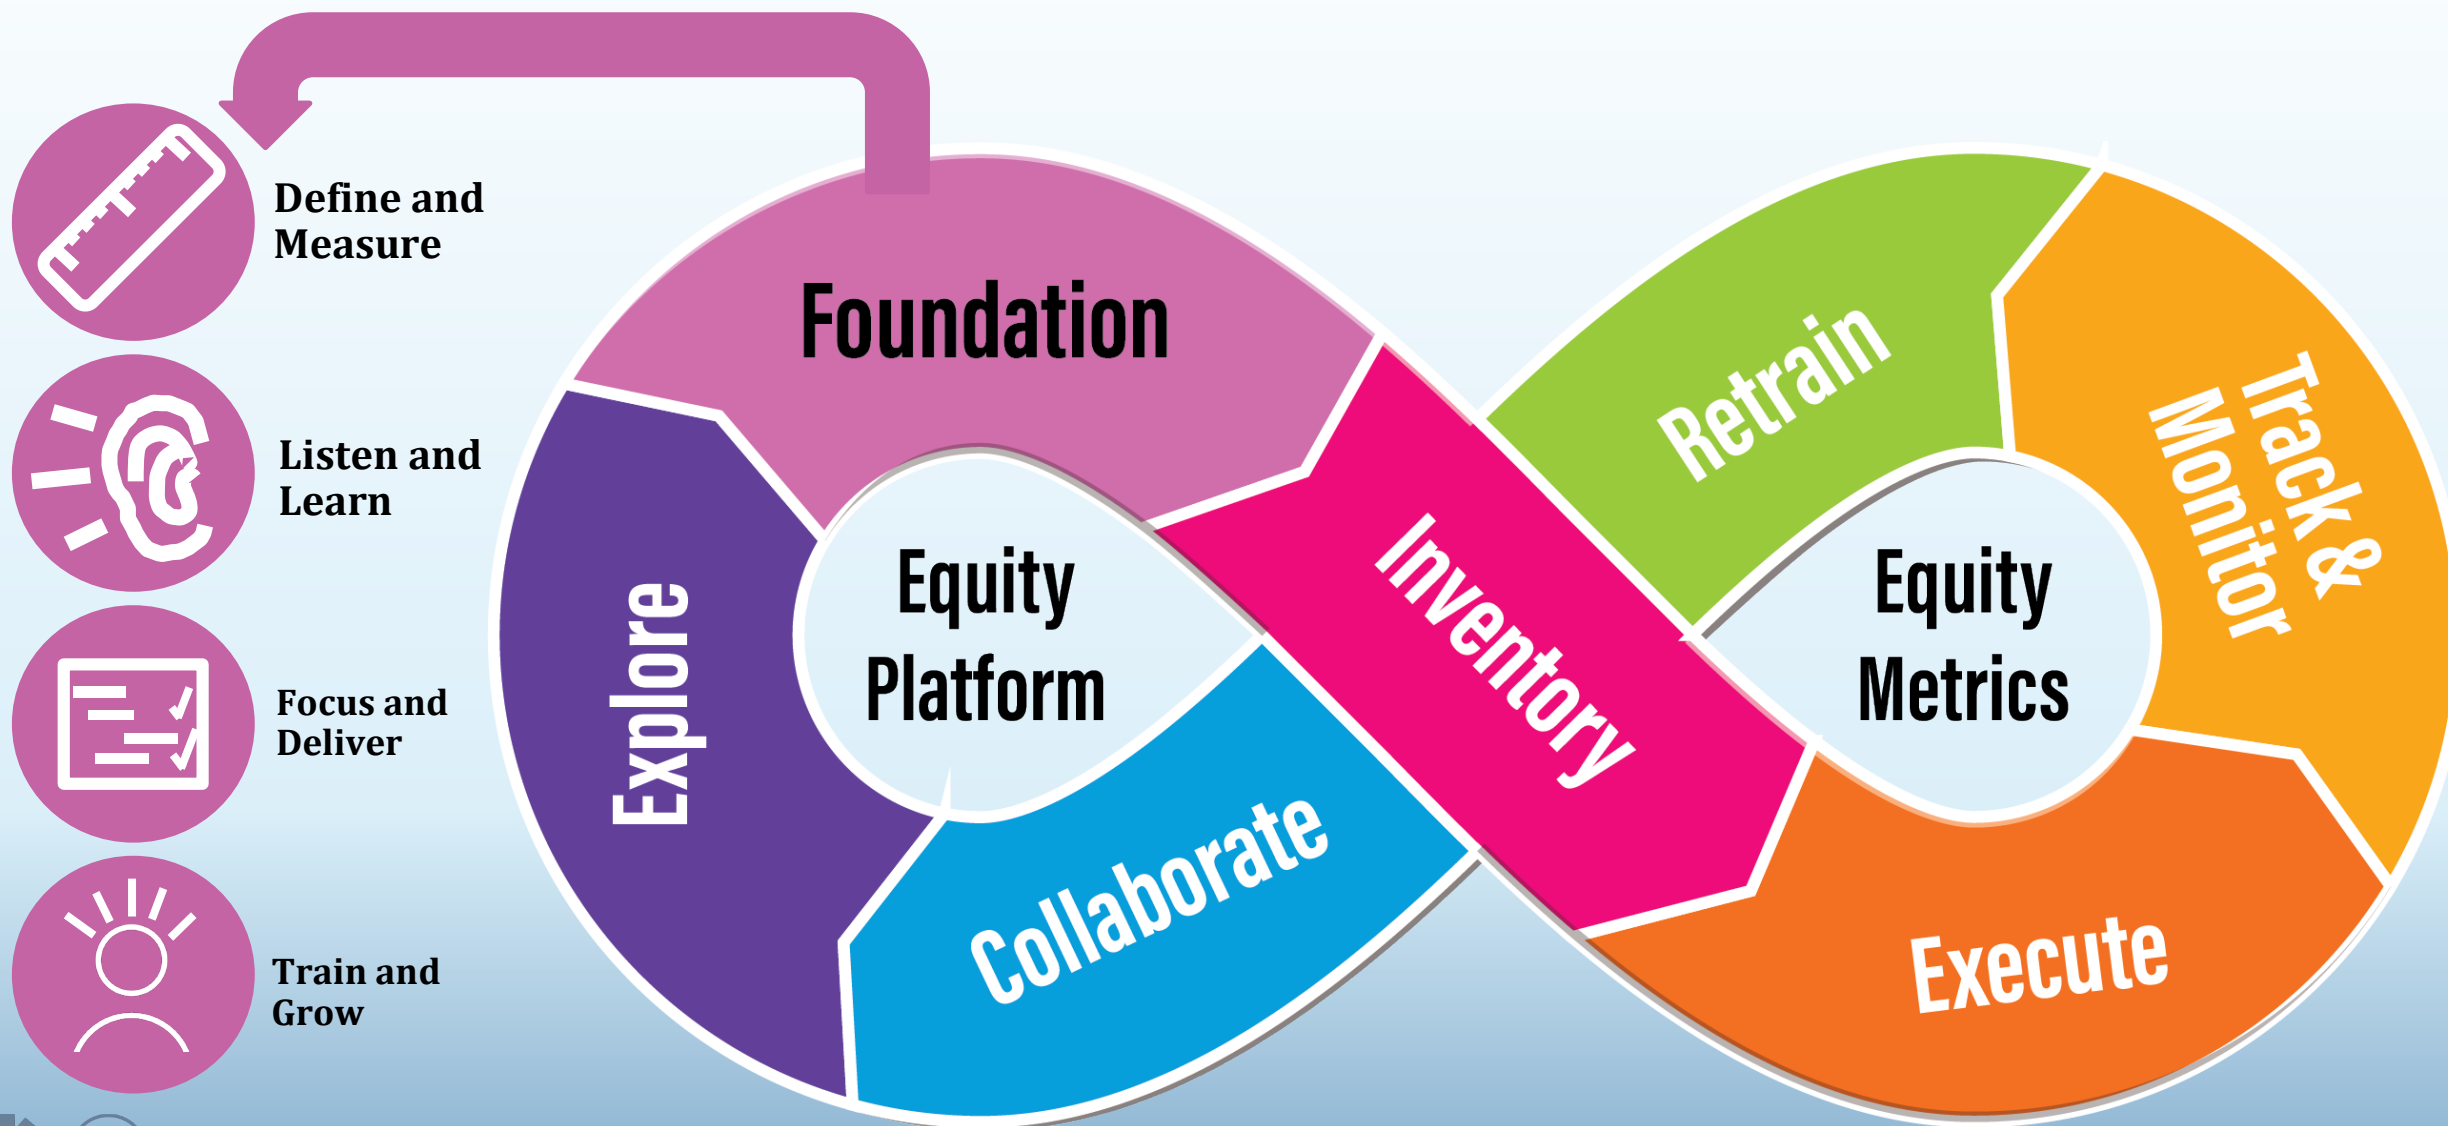 Define and
Measure
Listen and
Learn
Focus and
Deliver
Train and
Grow
Foundation
Explore
Equity
Platform
Collaborate
Inventory
Retrain
Track &
Monitor
Equity
Metrics
Execute